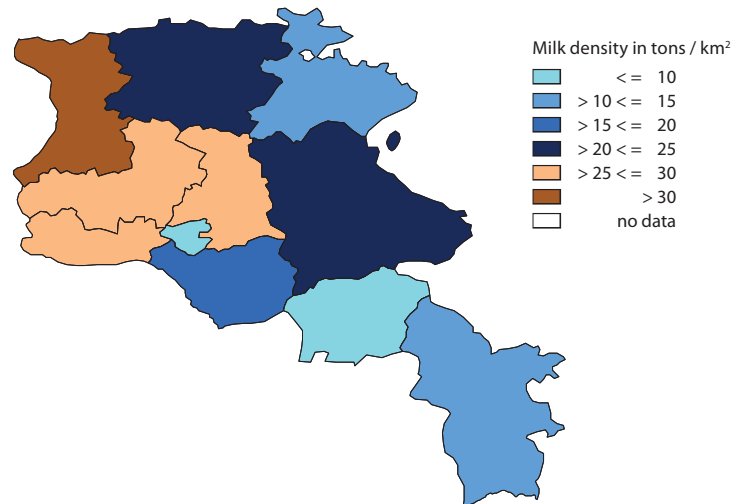 Milk density in tons / km²
<= 10
> 10 <= 15
> 15 <= 20
> 20 <= 25
> 25 <= 30
> 30
no data